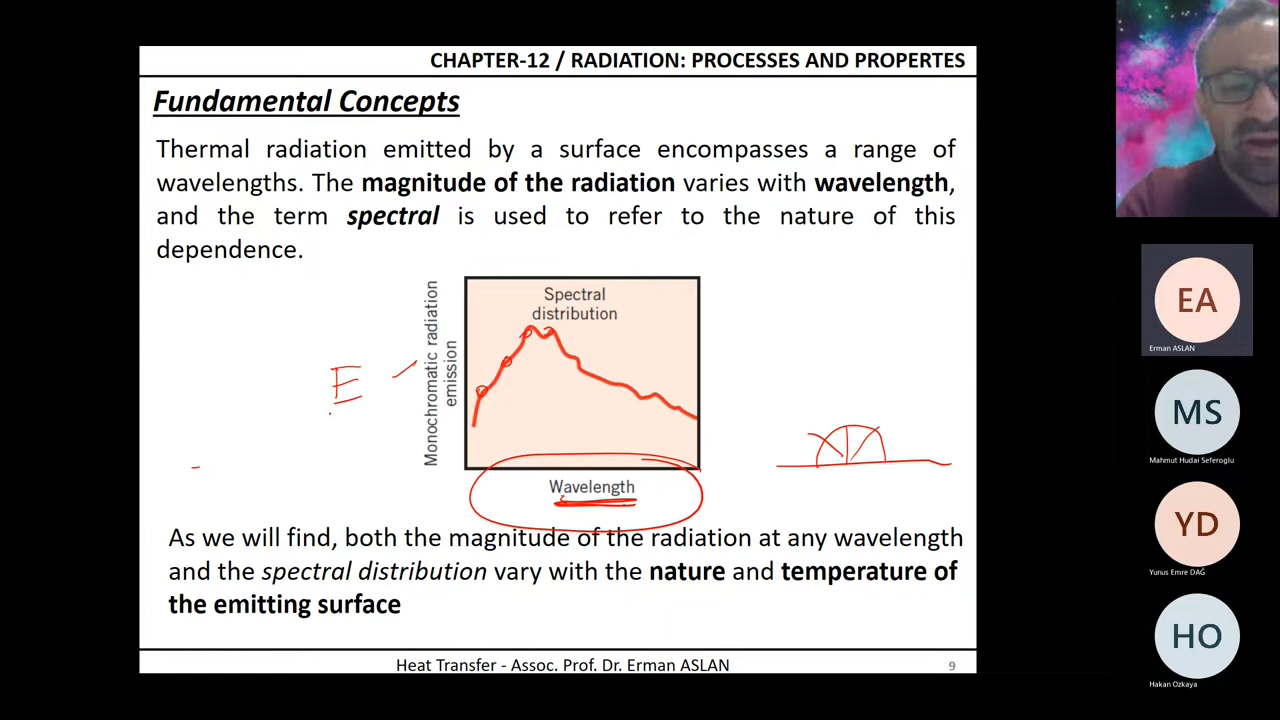 CHAPTER-12 / RADIATION: PROCESSES AND PROPERTES
Fundamental Concepts
Thermal radiation emitted by a surface encompasses a range of
wavelengths. The magnitude of the radiation varies with wavelength,
and the term spectral is used to refer to the nature of this
dependence.
Monochromatic radiation
emission
Spectral
distribution
E
Wavelength
As we will find, both the magnitude of the radiation at any wavelength
and the spectral distribution vary with the nature and temperature of
the emitting surface
Heat Transfer - Assoc. Prof. Dr. Erman ASLAN
9
EA
Erman ASLAN
MS
Mahmut Hudai Seferoglu
YD
Yunus Emre DAĞ
HO
Hakan Ozkaya